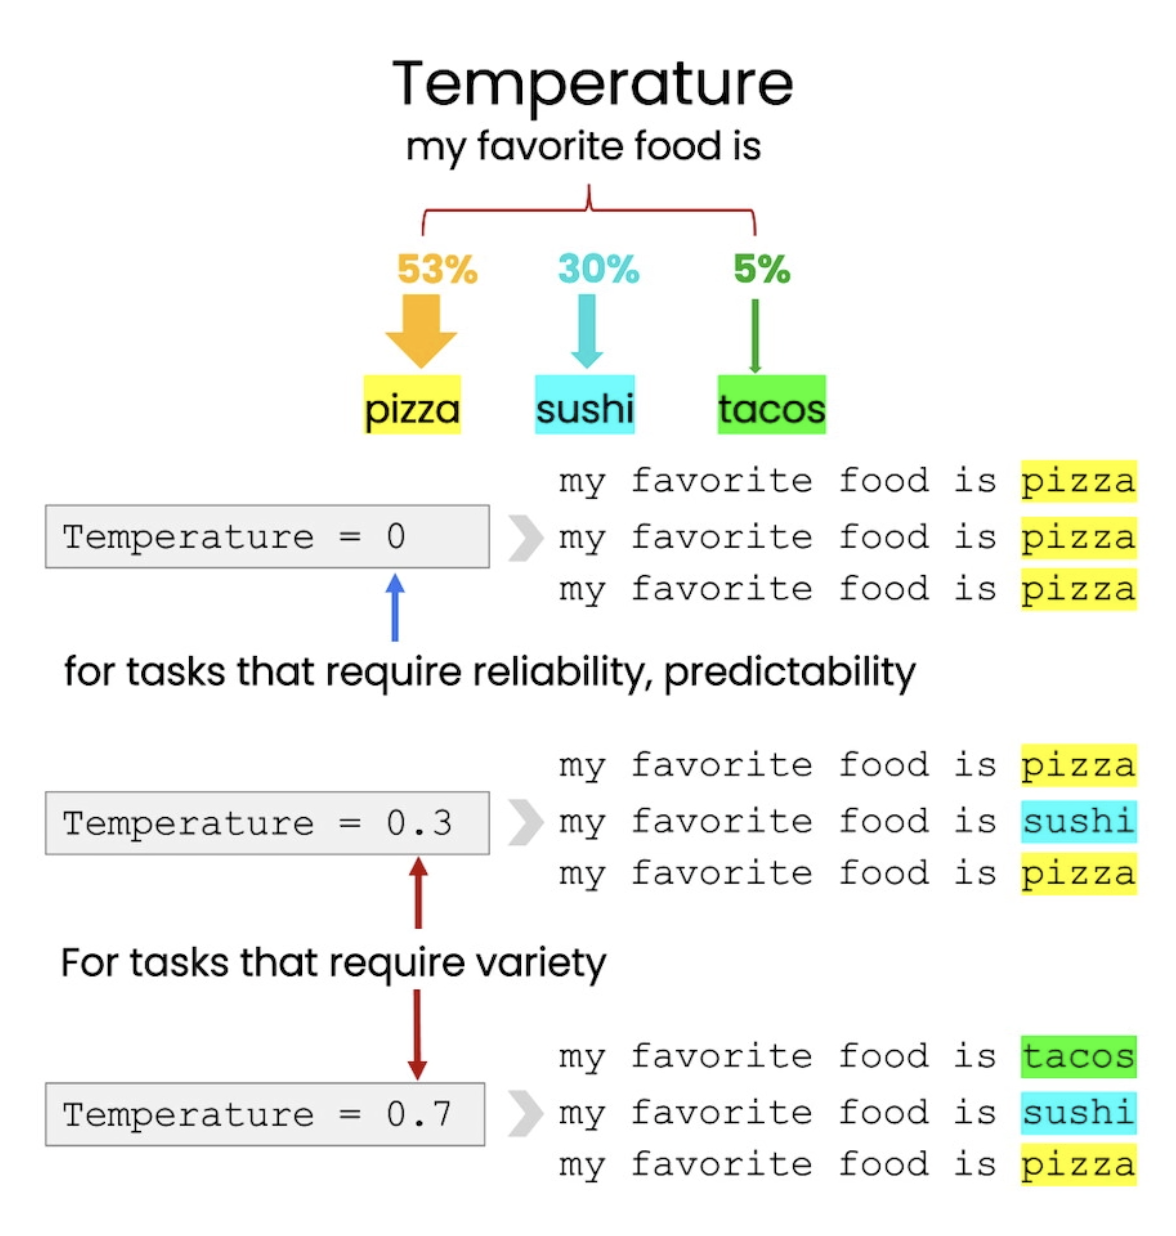 Temperature
my favorite food is
53% 30% 5%
pizza sushi tacos
my favorite food is pizza
Temperature = 0 my favorite food is pizza
my favorite food is pizza
for tasks that require reliability, predictability
my favorite food is pizza
Temperature = 0.3 my favorite food is sushi
my favorite food is pizza
For tasks that require variety
my favorite food is tacos
Temperature = 0.7 my favorite food is sushi
my favorite food is pizza